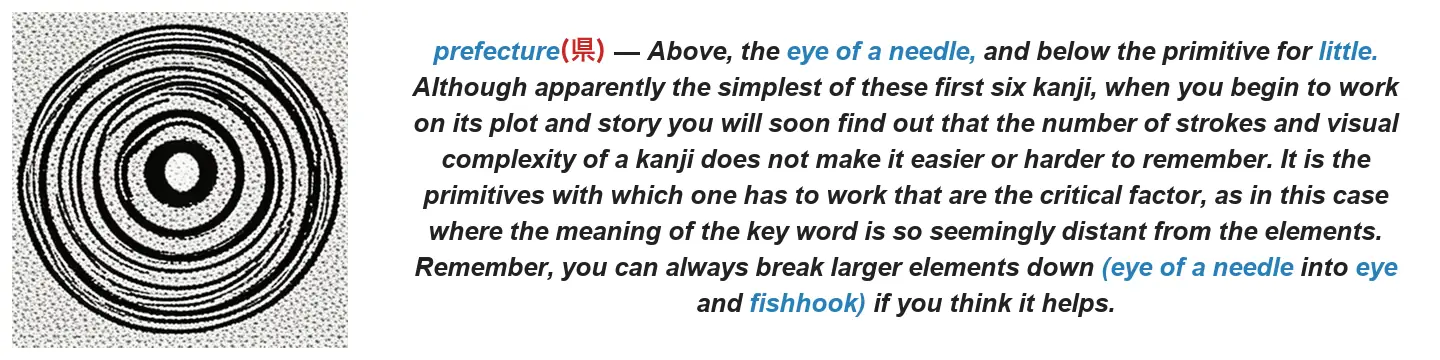 prefecture(県) — Above, the eye of a needle, and below the primitive for little.
Although apparently the simplest of these first six kanji, when you begin to work
on its plot and story you will soon find out that the number of strokes and visual
complexity of a kanji does not make it easier or harder to remember. It is the
primitives with which one has to work that are the critical factor, as in this case
where the meaning of the key word is so seemingly distant from the elements.
Remember, you can always break larger elements down (eye of a needle into eye
and fishhook) if you think it helps.